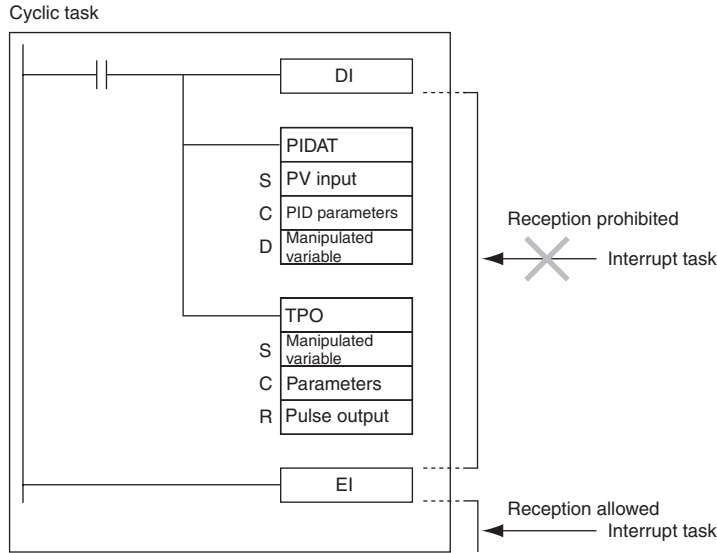 Cyclic task
DI
PIDAT
S PV input
C PID parameters
D Manipulated
variable
Reception prohibited
Interrupt task
TPO
S Manipulated
variable
C Parameters
R Pulse output
EI
Reception allowed
Interrupt task